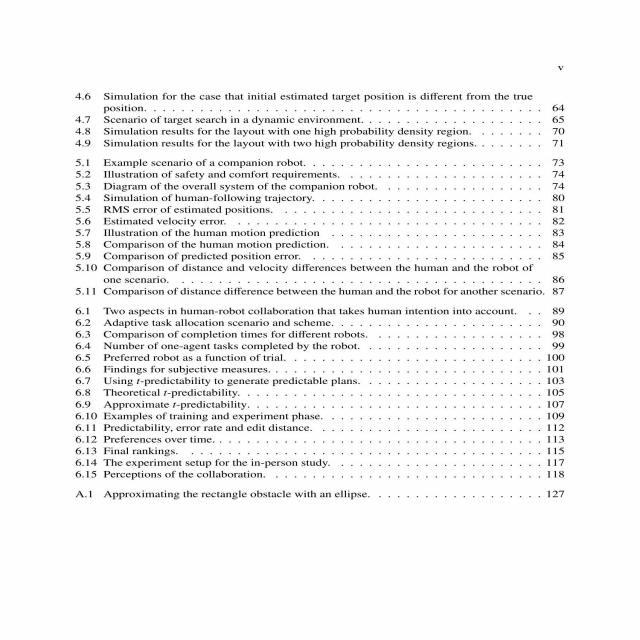 v
4.6 Simulation for the case that initial estimated target position is different from the true
position. . . . . . . . . . . . . . . . . . . . . . . . . . . . . . . . . . . . . . . . . . 64
4.7 Scenario of target search in a dynamic environment. . . . . . . . . . . . . . . . . . . . 65
4.8 Simulation results for the layout with one high probability density region. . . . . . . . 70
4.9 Simulation results for the layout with two high probability density regions. . . . . . . 71
5.1 Example scenario of a companion robot. . . . . . . . . . . . . . . . . . . . . . . . . 73
5.2 Illustration of safety and comfort requirements. . . . . . . . . . . . . . . . . . . . . 74
5.3 Diagram of the overall system of the companion robot. . . . . . . . . . . . . . . . . . 74
5.4 Simulation of human-following trajectory. . . . . . . . . . . . . . . . . . . . . . . . 80
5.5 RMS error of estimated positions. . . . . . . . . . . . . . . . . . . . . . . . . . . . 81
5.6 Estimated velocity error. . . . . . . . . . . . . . . . . . . . . . . . . . . . . . . . . 82
5.7 Illustration of the human motion prediction . . . . . . . . . . . . . . . . . . . . . . 83
5.8 Comparison of the human motion prediction. . . . . . . . . . . . . . . . . . . . . . . 84
5.9 Comparison of predicted position error. . . . . . . . . . . . . . . . . . . . . . . . . 85
5.10 Comparison of distance and velocity differences between the human and the robot of
one scenario. . . . . . . . . . . . . . . . . . . . . . . . . . . . . . . . . . . . . . . 86
5.11 Comparison of distance difference between the human and the robot for another scenario. 87
6.1 Two aspects in human-robot collaboration that takes human intention into account. . . 89
6.2 Adaptive task allocation scenario and scheme. . . . . . . . . . . . . . . . . . . . . . 90
6.3 Comparison of completion times for different robots. . . . . . . . . . . . . . . . . . . 98
6.4 Number of one-agent tasks completed by the robot. . . . . . . . . . . . . . . . . . . . 99
6.5 Preferred robot as a function of trial. . . . . . . . . . . . . . . . . . . . . . . . . . . 100
6.6 Findings for subjective measures. . . . . . . . . . . . . . . . . . . . . . . . . . . . . 101
6.7 Using t-predictability to generate predictable plans. . . . . . . . . . . . . . . . . . . . 103
6.8 Theoretical t-predictability. . . . . . . . . . . . . . . . . . . . . . . . . . . . . . . . 105
6.9 Approximate t-predictability. . . . . . . . . . . . . . . . . . . . . . . . . . . . . . . 107
6.10 Examples of training and experiment phase. . . . . . . . . . . . . . . . . . . . . . . . 109
6.11 Predictability, error rate and edit distance. . . . . . . . . . . . . . . . . . . . . . . . 112
6.12 Preferences over time. . . . . . . . . . . . . . . . . . . . . . . . . . . . . . . . . . . 113
6.13 Final rankings. . . . . . . . . . . . . . . . . . . . . . . . . . . . . . . . . . . . . . 115
6.14 The experiment setup for the in-person study. . . . . . . . . . . . . . . . . . . . . . 117
6.15 Perceptions of the collaboration. . . . . . . . . . . . . . . . . . . . . . . . . . . . . 118
A.1 Approximating the rectangle obstacle with an ellipse. . . . . . . . . . . . . . . . . . . 127